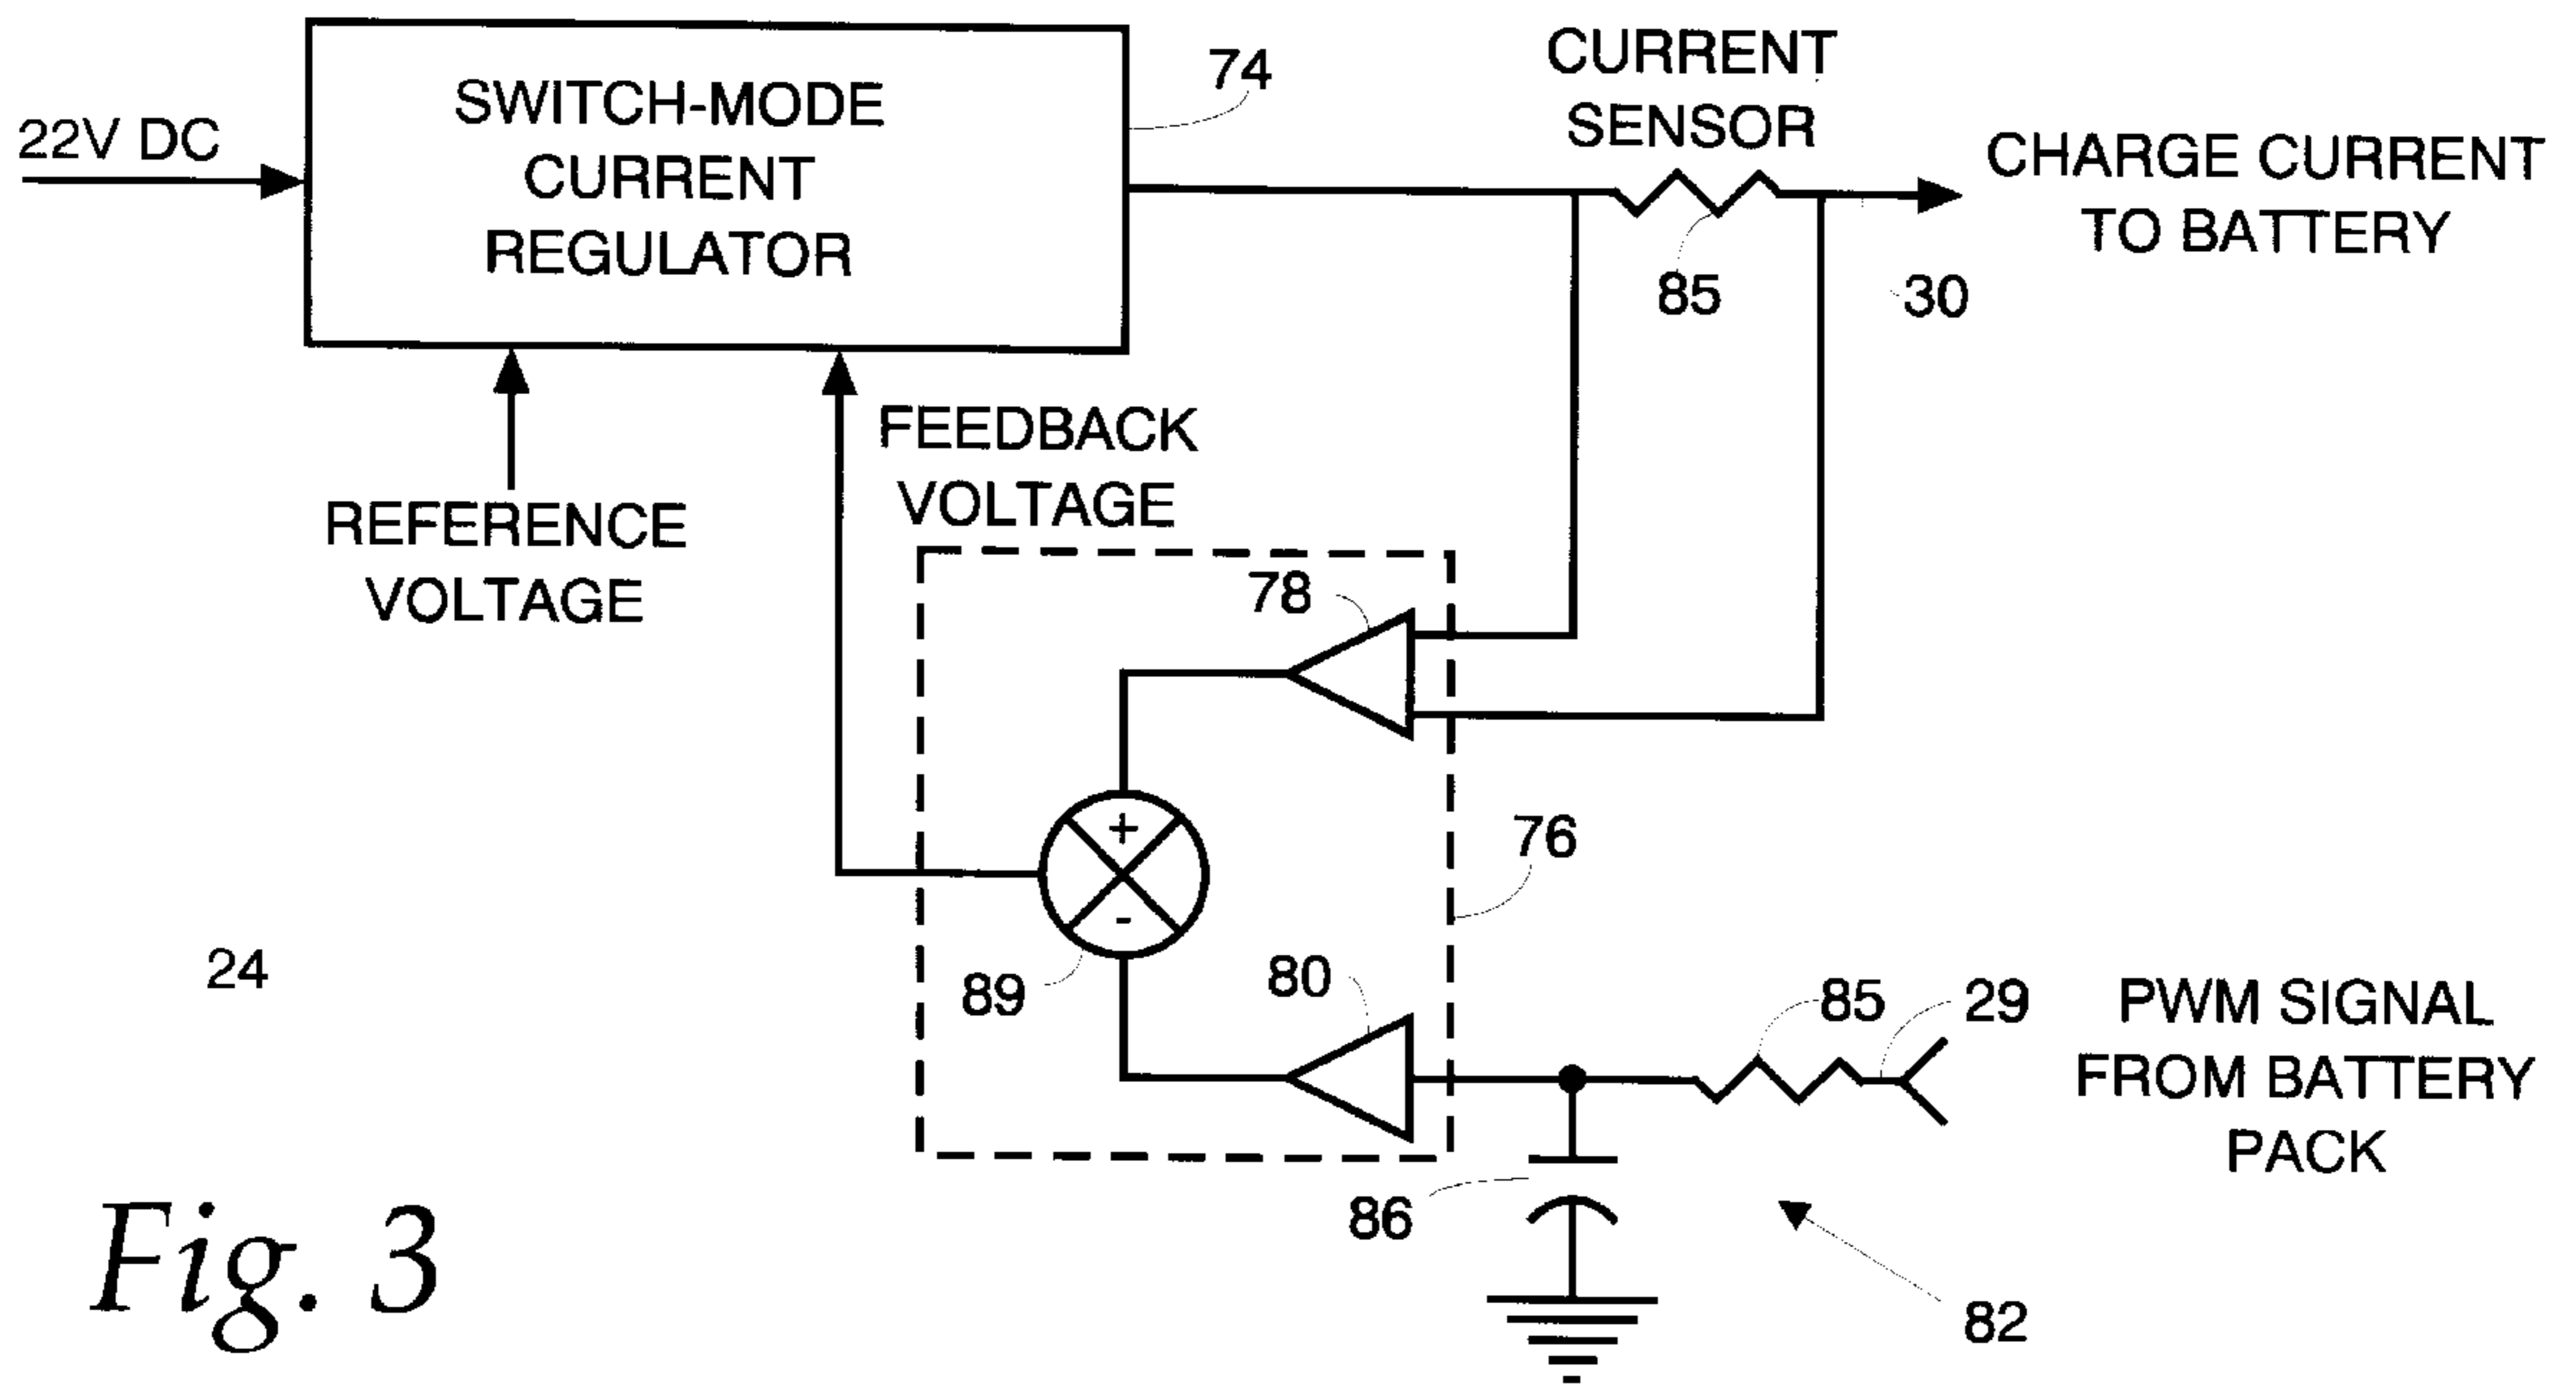 22V DC
SWITCH-MODE
CURRENT
REGULATOR
74
CURRENT
SENSOR
85
CHARGE CURRENT
TO BATTERY
30
REFERENCE
VOLTAGE
FEEDBACK
VOLTAGE
78
76
+
-
89
80
24
85
29
PWM SIGNAL
FROM BATTERY
PACK
86
82
Fig. 3